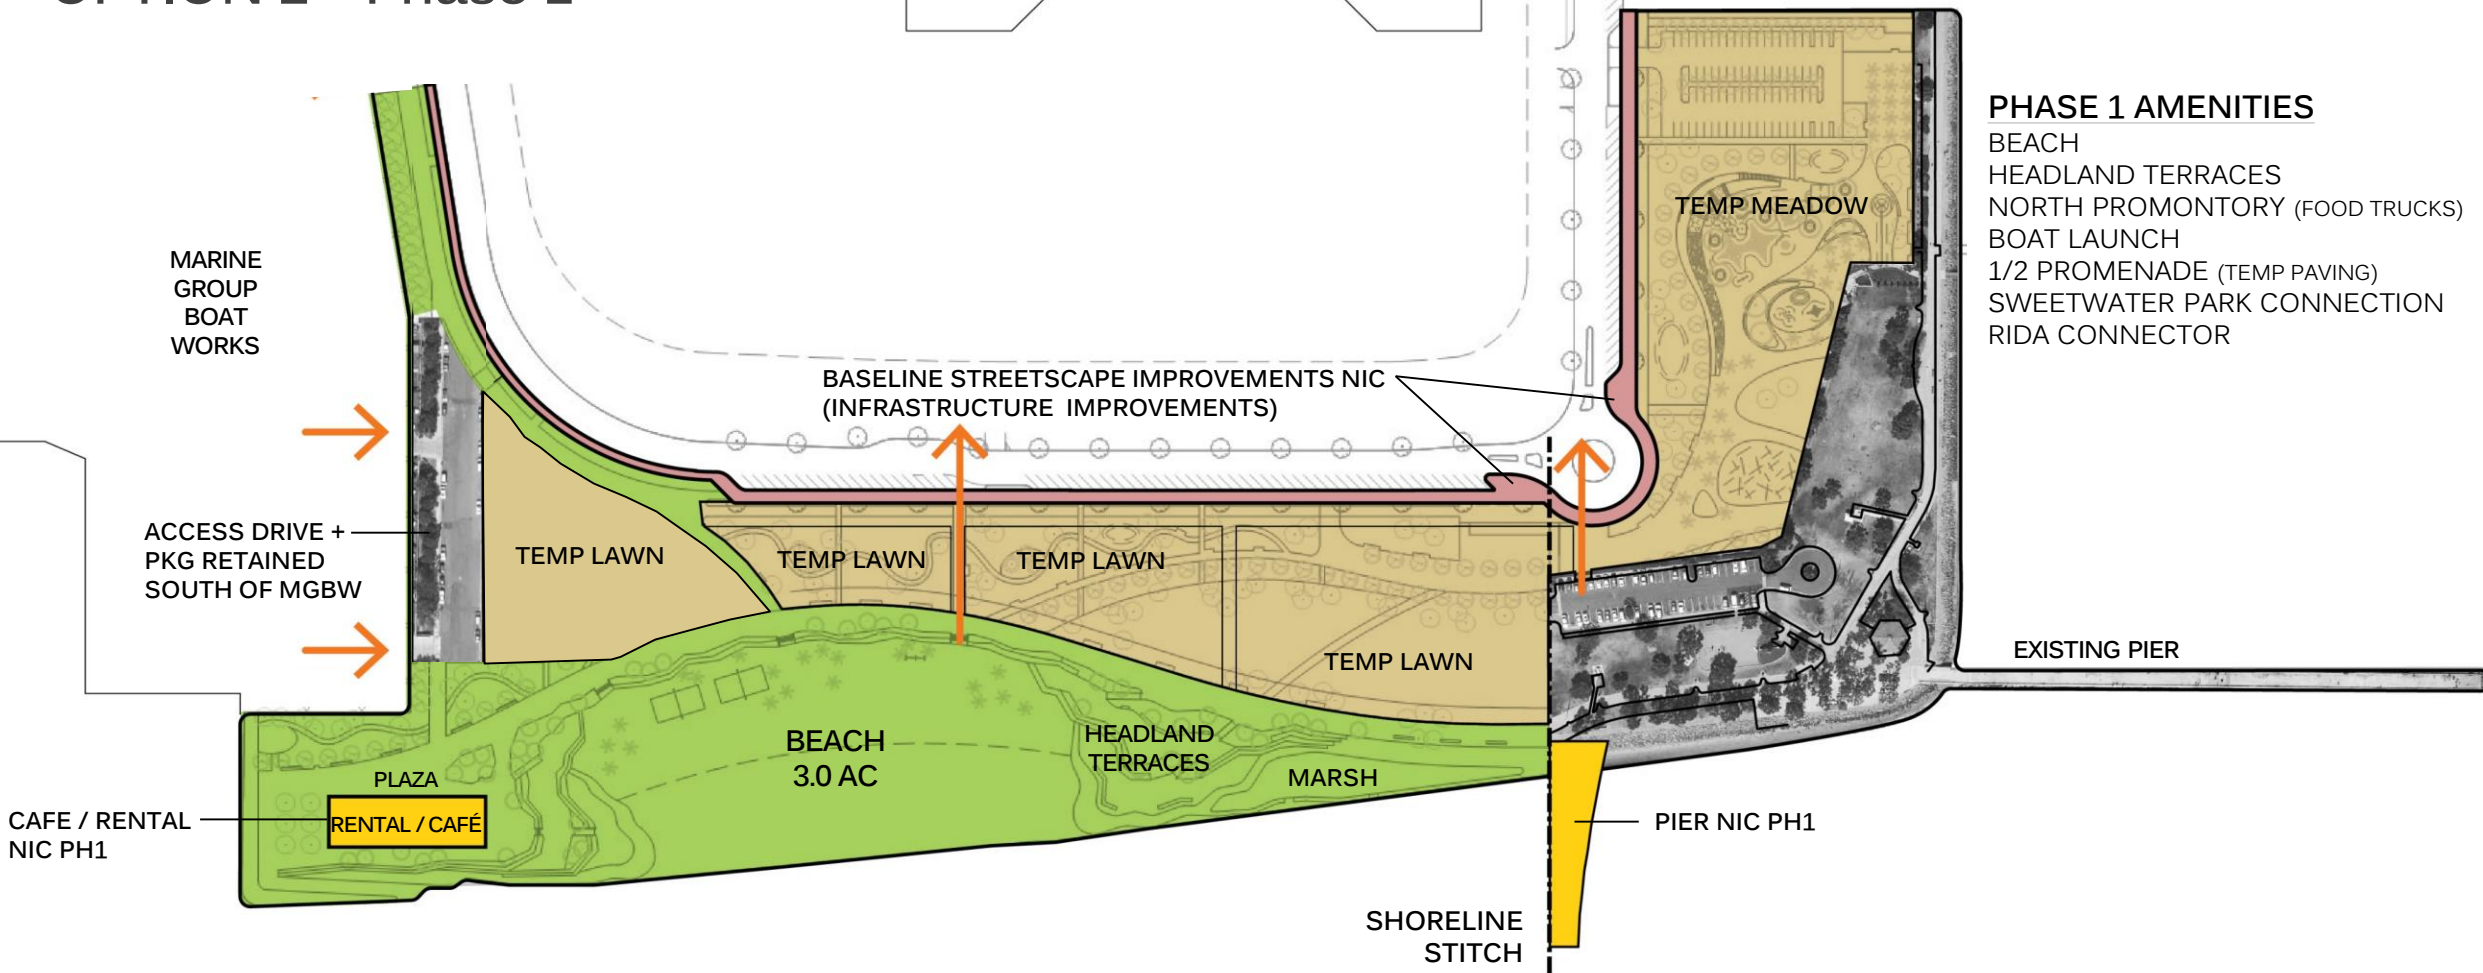 PHASE 1 AMENITIES
BEACH
HEADLAND TERRACES
NORTH PROMONTORY (FOOD TRUCKS)
BOAT LAUNCH
1/2 PROMENADE (TEMP PAVING)
SWEETWATER PARK CONNECTION
RIDA CONNECTOR
TEMP MEADOW
MARINE
GROUP
BOAT
WORKS
BASELINE STREETSCAPE IMPROVEMENTS NIC
(INFRASTRUCTURE IMPROVEMENTS)
ACCESS DRIVE +
PKG RETAINED
SOUTH OF MGBW
TEMP LAWN
TEMP LAWN
TEMP LAWN
TEMP LAWN
EXISTING PIER
BEACH
3.0 AC
HEADLAND
TERRACES
MARSH
PLAZA
RENTAL / CAFÉ
CAFE / RENTAL
NIC PH1
PIER NIC PH1
SHORELINE
STITCH